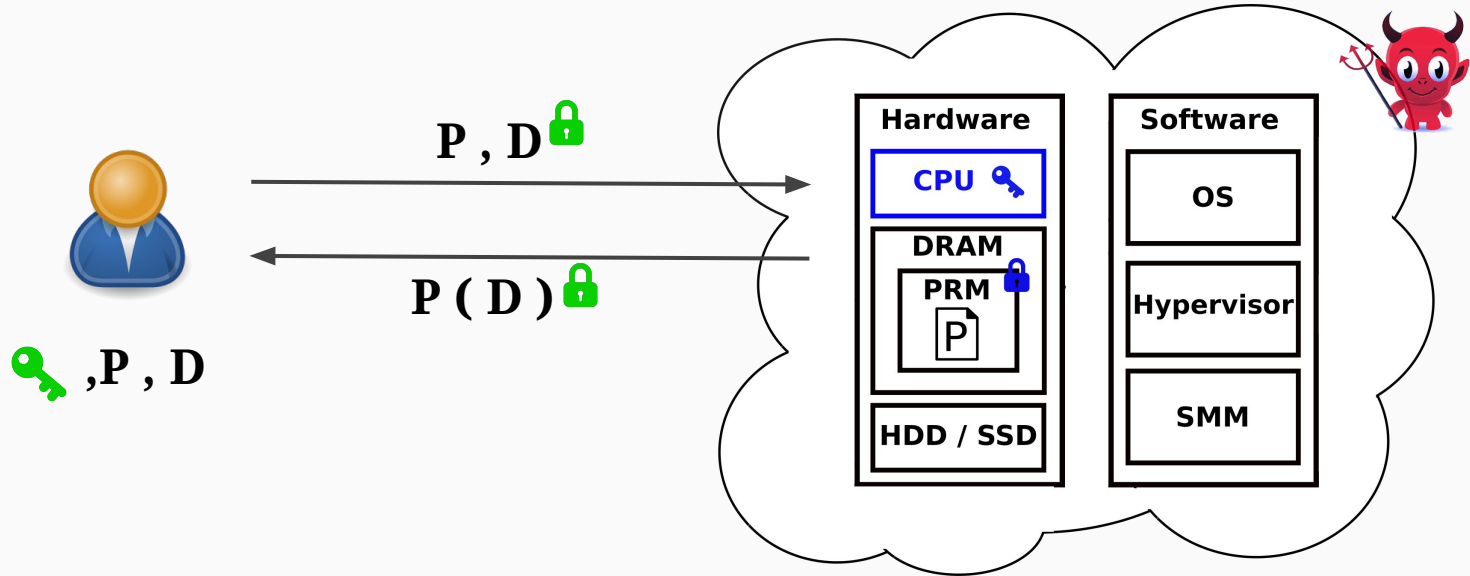 P , D
P ( D )
,P , D
Hardware
CPU
DRAM
PRM
P
HDD / SSD
Software
OS
Hypervisor
SMM